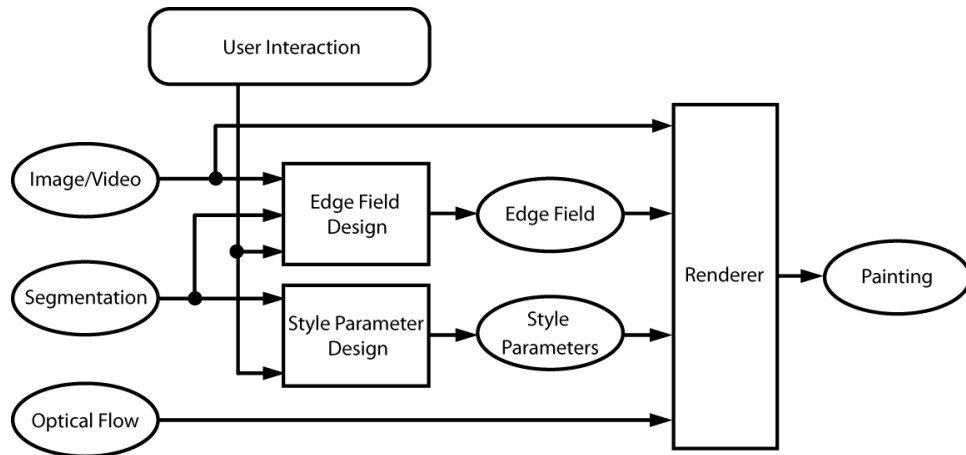 User Interaction
Image/Video
Edge Field
Design
Edge Field
Segmentation
Style Parameter
Design
Style
Parameters
Renderer
Painting
Optical Flow